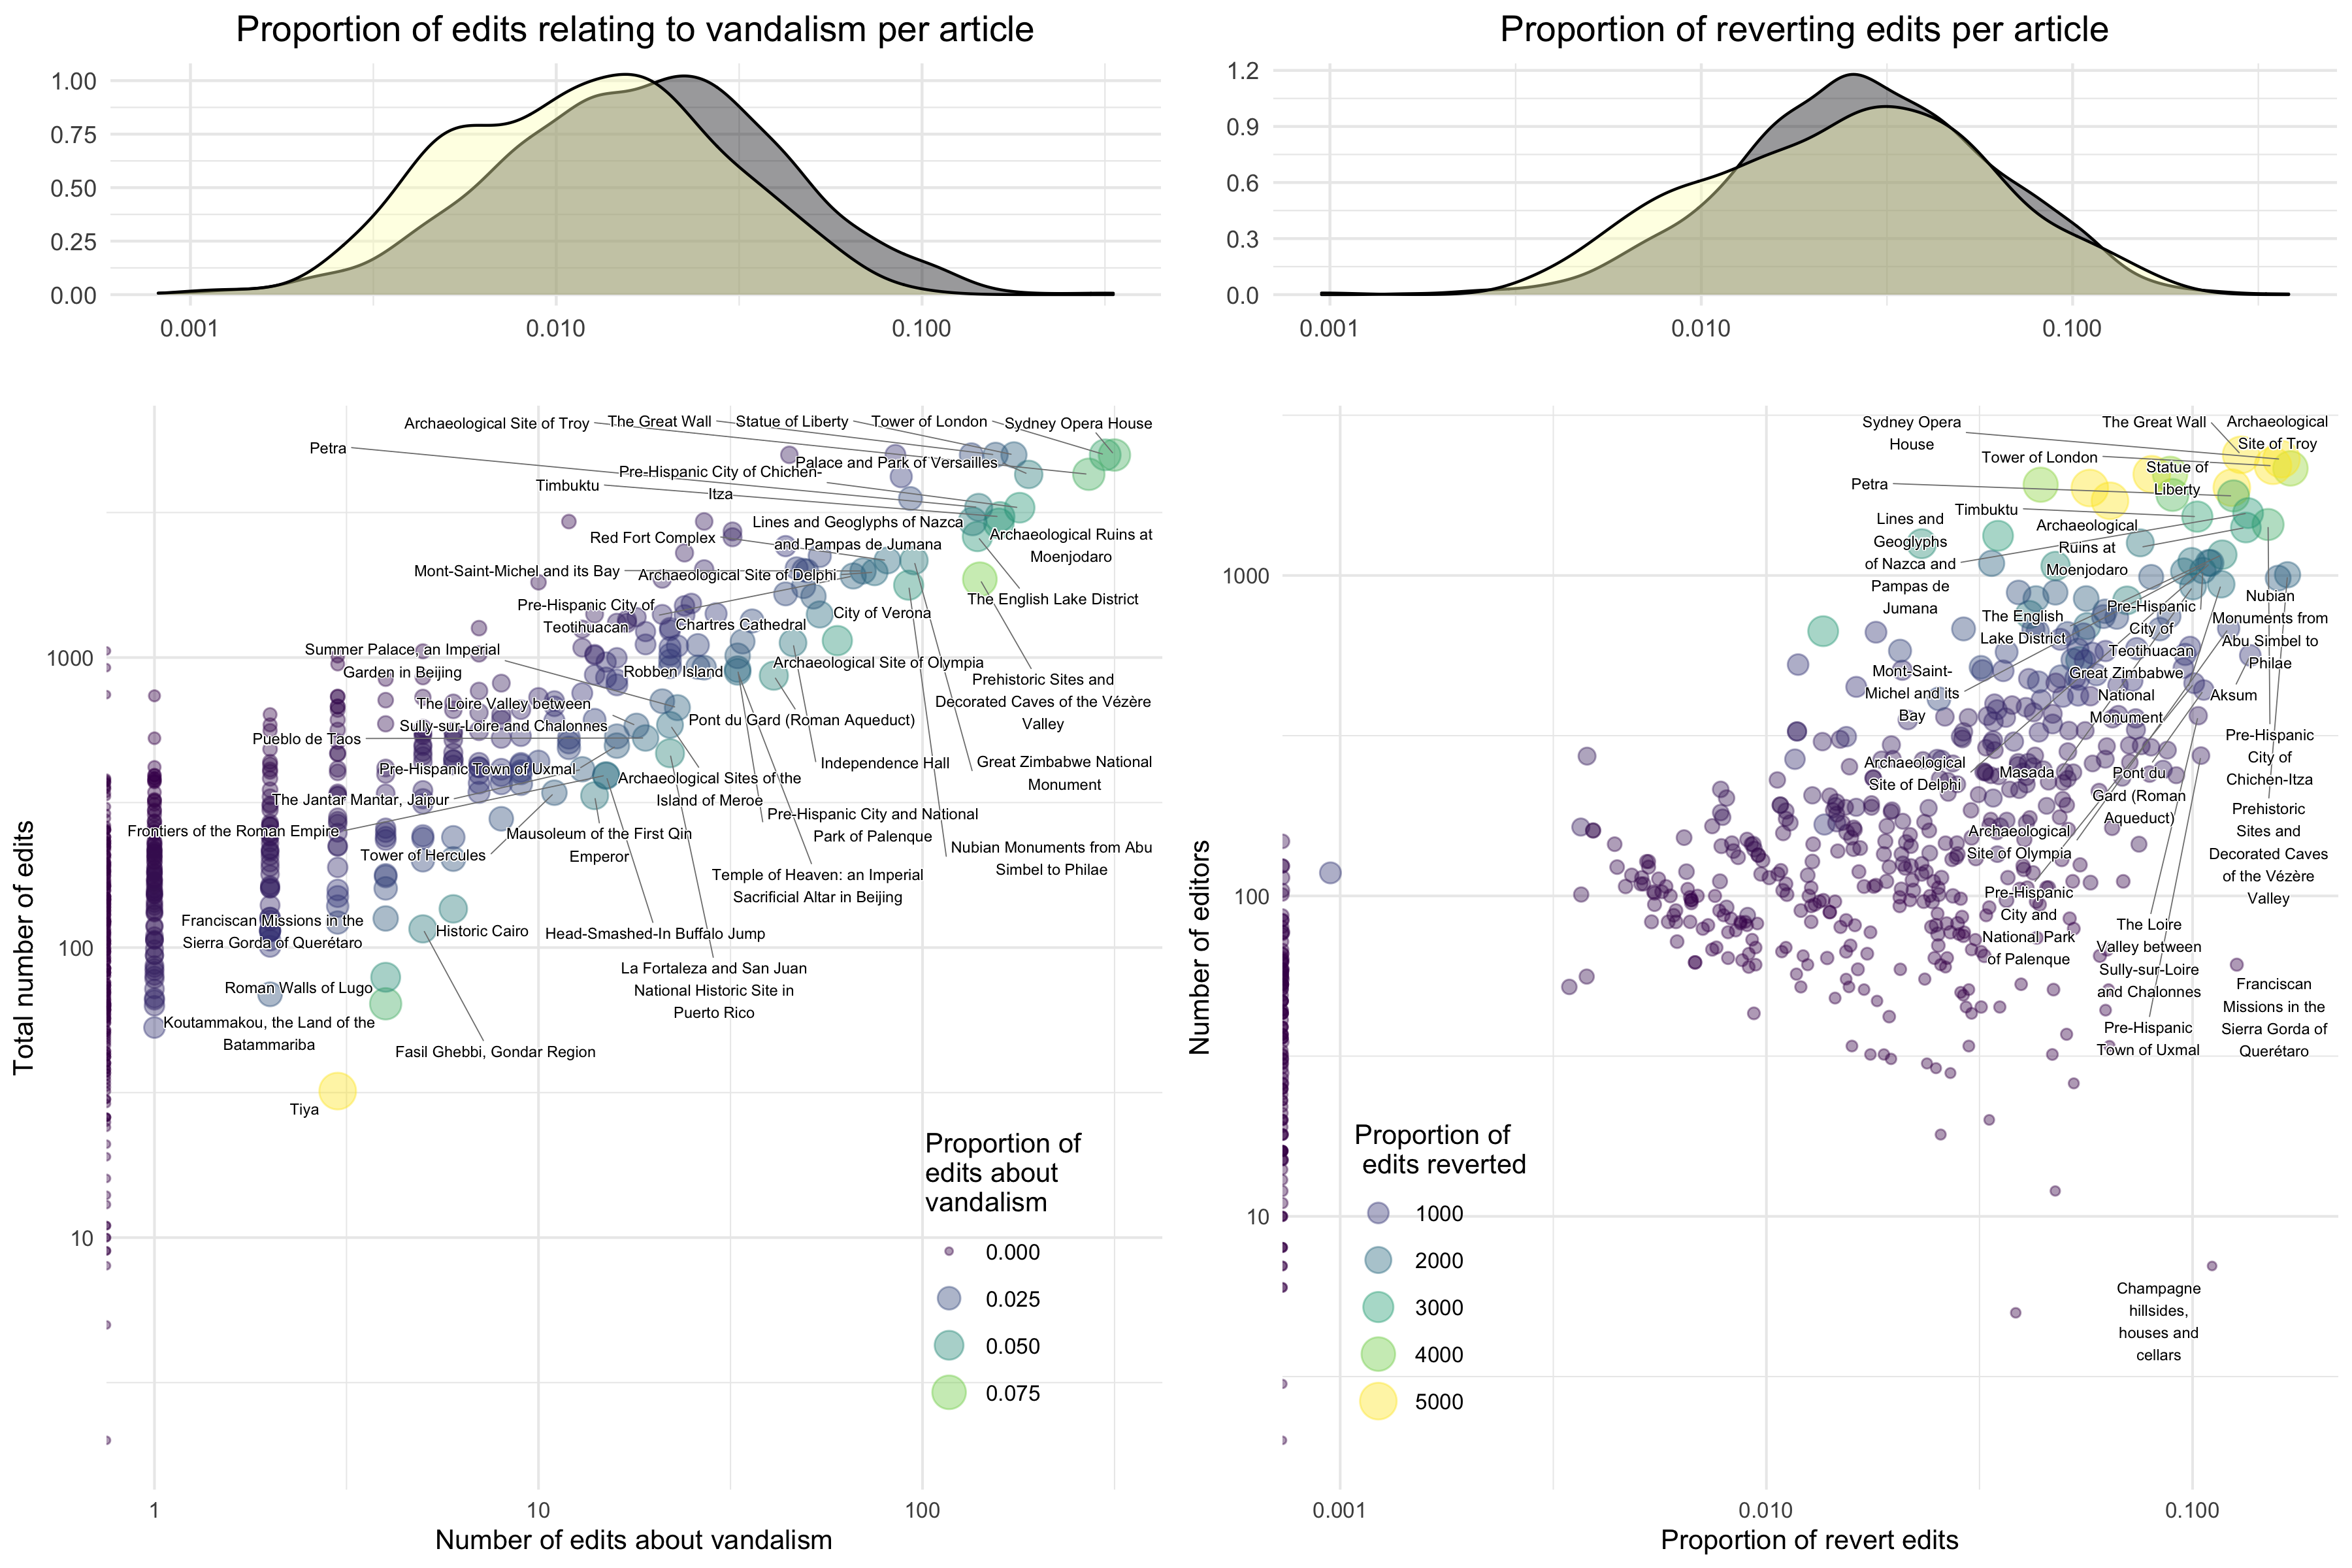 Proportion of edits relating to vandalism per article
1.00
0.75
0.50
0.25
0.00
0.001
0.010
0.100
Proportion of reverting edits per article
1.2
0.9
0.6
0.3
0.0
0.001
0.010
0.100
Total number of edits
1000
100
10
Archaeological Site of Troy
The Great Wall
Statue of Liberty
Tower of London
Sydney Opera House
Petra
Palace and Park of Versailles
Pre-Hispanic City of Chichen-
Itza
Timbuktu
Lines and Geoglyphs of Nazca
and Pampas de Jumana
Red Fort Complex
Archaeological Ruins at
Moenjodaro
Mont-Saint-Michel and its Bay
Archaeological Site of Delphi
The English Lake District
Pre-Hispanic City of
Teotihuacan
City of Verona
Chartres Cathedral
Summer Palace, an Imperial
Garden in Beijing
Robben Island
Archaeological Site of Olympia
Prehistoric Sites and
Decorated Caves of the Vézère
Valley
The Loire Valley between
Sully-sur-Loire and Chalonnes
Pont du Gard (Roman Aqueduct)
Pueblo de Taos
Independence Hall
Great Zimbabwe National
Monument
Pre-Hispanic Town of Uxmal
Archaeological Sites of the
Island of Meroe
The Jantar Mantar, Jaipur
Pre-Hispanic City and National
Park of Palenque
Frontiers of the Roman Empire
Mausoleum of the First Qin
Emperor
Tower of Hercules
Nubian Monuments from Abu
Simbel to Philae
Temple of Heaven: an Imperial
Sacrificial Altar in Beijing
Franciscan Missions in the
Sierra Gorda of Querétaro
Historic Cairo
Head-Smashed-In Buffalo Jump
La Fortaleza and San Juan
National Historic Site in
Puerto Rico
Roman Walls of Lugo
Koutammakou, the Land of the
Batammariba
Fasil Ghebbi, Gondar Region
Tiya
Proportion of
edits about
vandalism
0.000
0.025
0.050
0.075
1
10
100
Number of edits about vandalism
Number of editors
1000
100
10
Sydney Opera
House
The Great Wall
Archaeological
Site of Troy
Tower of London
Statue of
Liberty
Petra
Timbuktu
Lines and
Geoglyphs
of Nazca and
Pampas de
Jumana
Archaeological
Ruins at
Moenjodaro
The English
Lake District
Pre-Hispanic
City of
Teotihuacan
Nubian
Monuments from
Abu Simbel to
Philae
Mont-Saint-
Michel and its
Bay
Great Zimbabwe
National
Monument
Aksum
Archaeological
Site of Delphi
Masada
Pont du
Gard (Roman
Aqueduct)
Pre-Hispanic
City of
Chichen-Itza
Prehistoric
Sites and
Decorated Caves
of the Vézère
Valley
Archaeological
Site of Olympia
Pre-Hispanic
City and
National Park
of Palenque
The Loire
Valley between
Sully-sur-Loire
and Chalonnes
Franciscan
Missions in the
Sierra Gorda of
Querétaro
Pre-Hispanic
Town of Uxmal
Champagne
hillsides,
houses and
cellars
Proportion of
edits reverted
1000
2000
3000
4000
5000
0.001
0.010
0.100
Proportion of revert edits